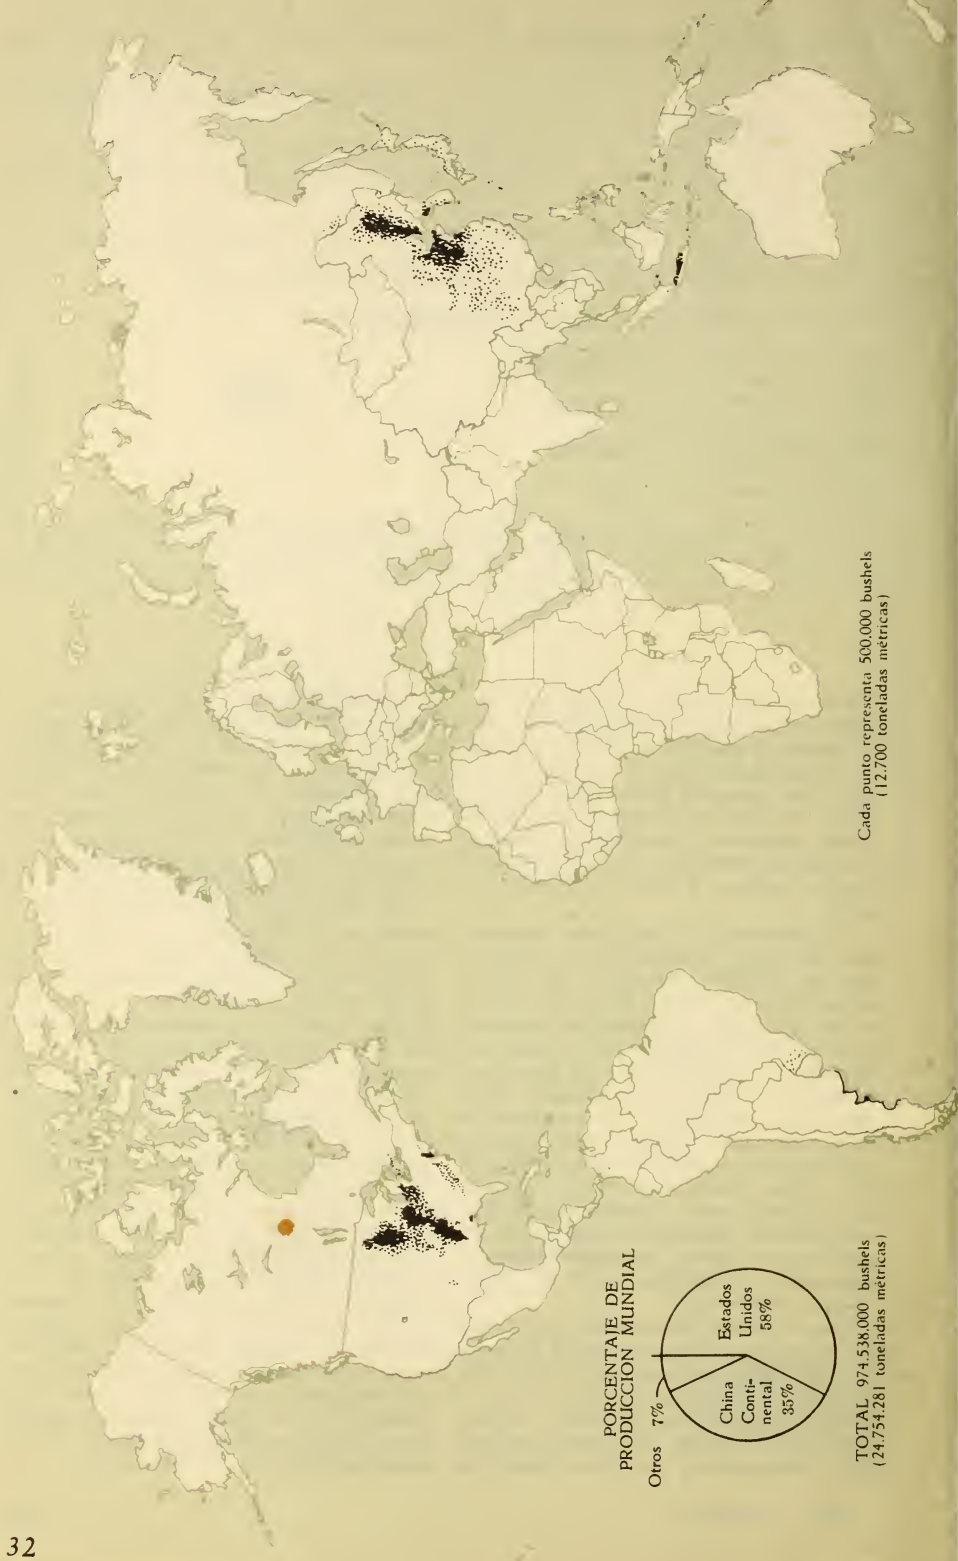 32
PORCENTAJE DE
PRODUCCION MUNDIAL
Otros 7%
Estados
Unidos
58%
China
Conti-
nental
35%
TOTAL 974.538.000 bushels
(24.754.281 toneladas métricas)
Cada punto representa 500.000 bushels
(12.700 toneladas métricas)